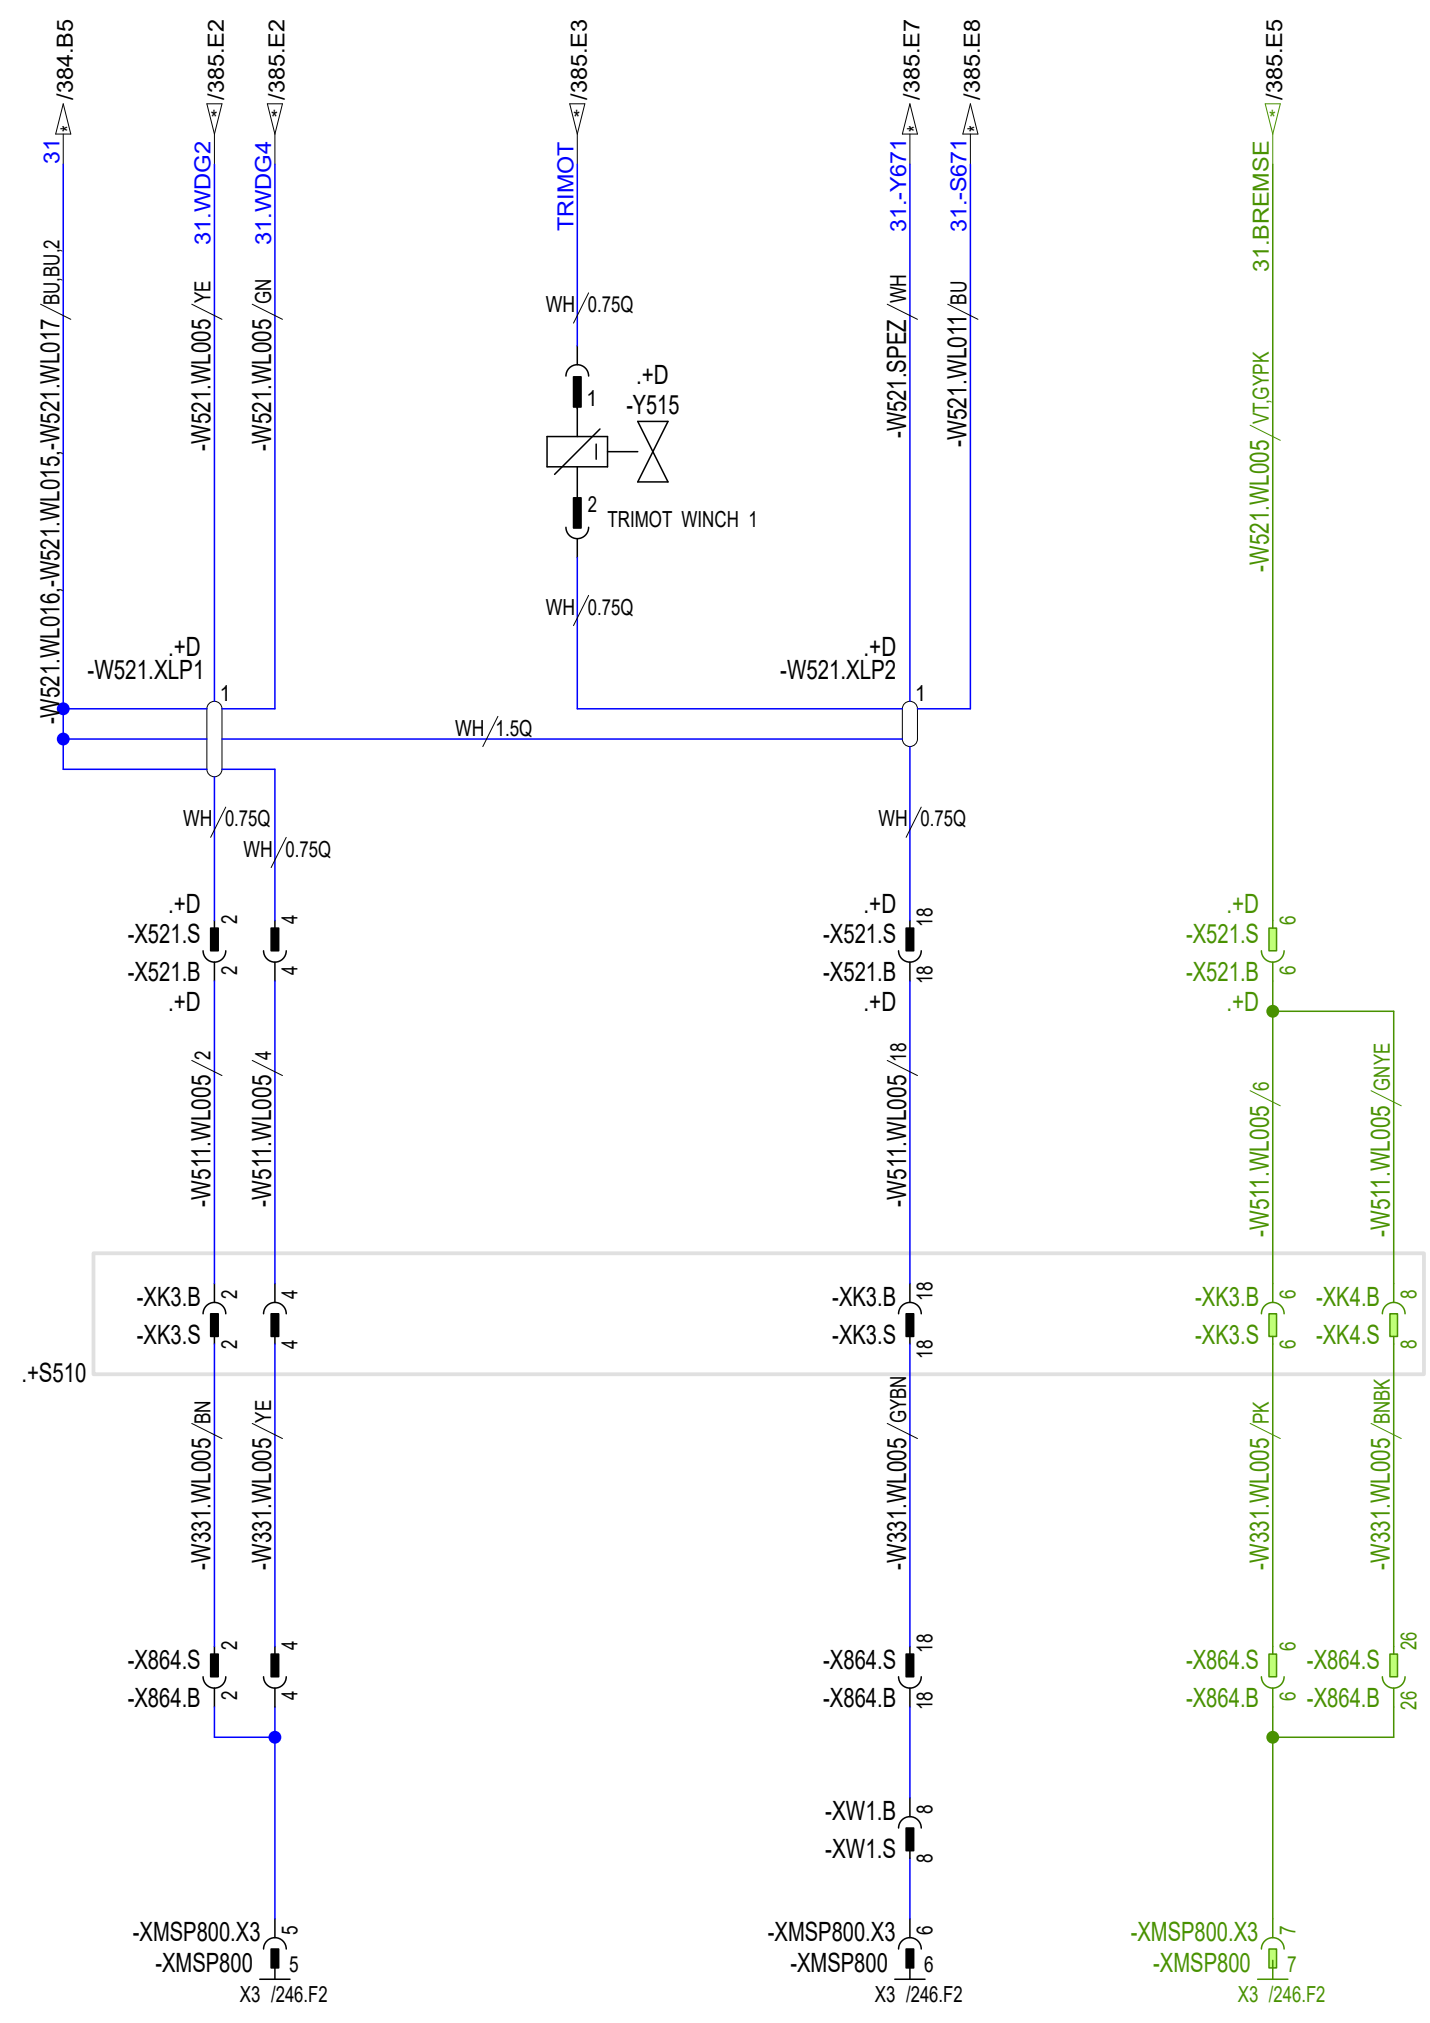 /384.B5
/385.E2
/385.E2
/385.E3
/385.E7
/385.E8
/385.E5
*
*
*
*
*
*
*
31
31.WDG2
31.WDG4
TRIMOT
31.-Y671
31.-S671
31.BREMSE
-W521.WL016,-W521.WL015,-W521.WL017/BU,BU,2
-W521.WL005/YE
-W521.WL005/GN
WH/0.75Q
-W521.SPEZ/WH
-W521.WL011/BU
-W521.WL005/VT,GYPK
.+D
-Y515
1
I
2
TRIMOT WINCH 1
WH/0.75Q
.+D
-W521.XLP1
1
.+D
-W521.XLP2
1
WH/1.5Q
WH/0.75Q
WH/0.75Q
WH/0.75Q
.+D
-X521.S
2
4
-X521.B
2
4
.+D
.+D
-X521.S
18
-X521.B
18
.+D
.+D
-X521.S
6
-X521.B
6
.+D
-W511.WL005/2
-W511.WL005/4
-W511.WL005/18
-W511.WL005/6
-W511.WL005/GNYE
-XK3.B
2
4
-XK3.S
2
4
-XK3.B
18
-XK3.S
18
-XK3.B
6
-XK3.S
6
-XK4.B
8
-XK4.S
8
.+S510
-W331.WL005/BN
-W331.WL005/YE
-W331.WL005/GYBN
-W331.WL005/PK
-W331.WL005/BNBK
-X864.S
2
4
-X864.B
2
4
-X864.S
18
-X864.B
18
-X864.S
6
-X864.B
6
-X864.S
26
-X864.B
26
-XW1.B
8
-XW1.S
8
-XMSP800.X3
5
-XMSP800
5
X3 /246.F2
-XMSP800.X3
6
-XMSP800
6
X3 /246.F2
-XMSP800.X3
7
-XMSP800
7
X3 /246.F2